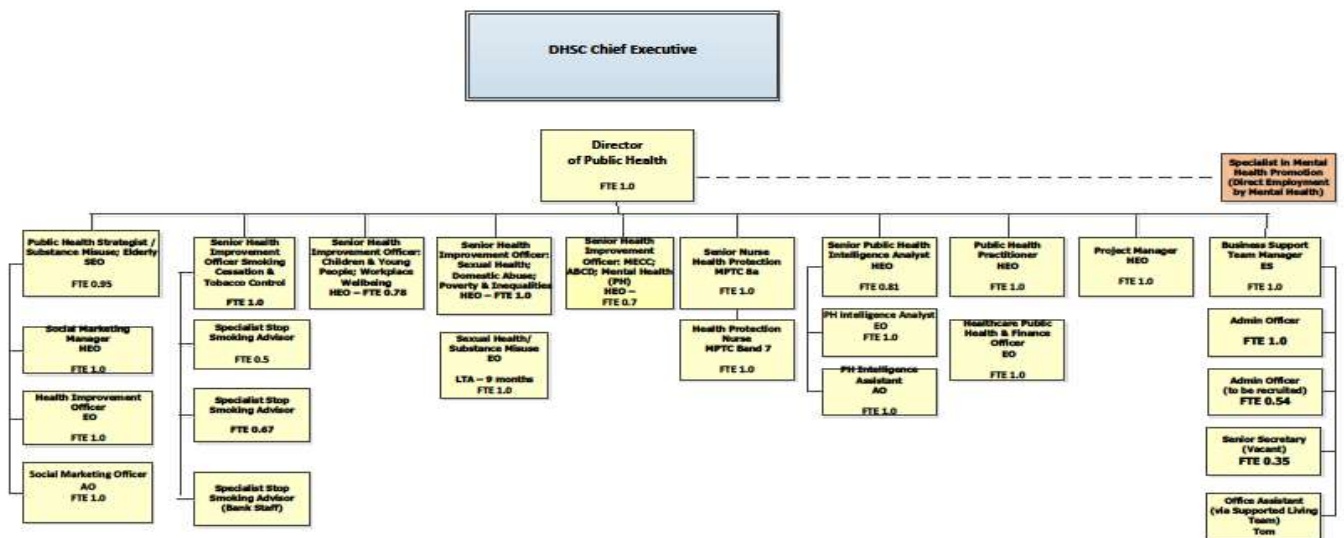 DHSC Chief Executive
Director
of Public Health
FTE 1.0
Specialist in Mental
Health Promotion
(Direct Employment
by Mental Health)
Public Health Strategist /
Substance Misuse; Elderly
SEO
FTE 0.95
Social Marketing
Manager
HEO
FTE 1.0
Health Improvement
Officer
EO
FTE 1.0
Social Marketing Officer
AO
FTE 1.0
Senior Health
Improvement
Officer Smoking
Cessation &
Tobacco Control
FTE 1.0
Specialist Stop
Smoking Advisor
FTE 0.5
Specialist Stop
Smoking Advisor
FTE 0.67
Specialist Stop
Smoking Advisor
(Bank Staff)
Senior Health
Improvement Officer:
Children & Young
People; Workplace
Wellbeing
HEO – FTE 0.78
Senior Health
Improvement Officer:
Sexual Health;
Domestic Abuse;
Poverty & Inequalities
HEO – FTE 1.0
Sexual Health/
Substance Misuse
EO
LTA – 9 months
FTE 1.0
Senior Health
Improvement
Officer: MECC;
ABCD; Mental Health
(PH)
HEO –
FTE 0.7
Senior Nurse
Health Protection
MPTC 8a
FTE 1.0
Health Protection
Nurse
MPTC Band 7
FTE 1.0
Senior Public Health
Intelligence Analyst
HEO
FTE 0.81
PH Intelligence Analyst
EO
FTE 1.0
PH Intelligence
Assistant
AO
FTE 1.0
Public Health
Practitioner
HEO
FTE 1.0
Healthcare Public
Health & Finance
Officer
EO
FTE 1.0
Project Manager
HEO
FTE 1.0
Business Support
Team Manager
ES
FTE 1.0
Admin Officer
FTE 1.0
Admin Officer
(to be recruited)
FTE 0.54
Senior Secretary
(Vacant)
FTE 0.35
Office Assistant
(via Supported Living
Team)
Tom